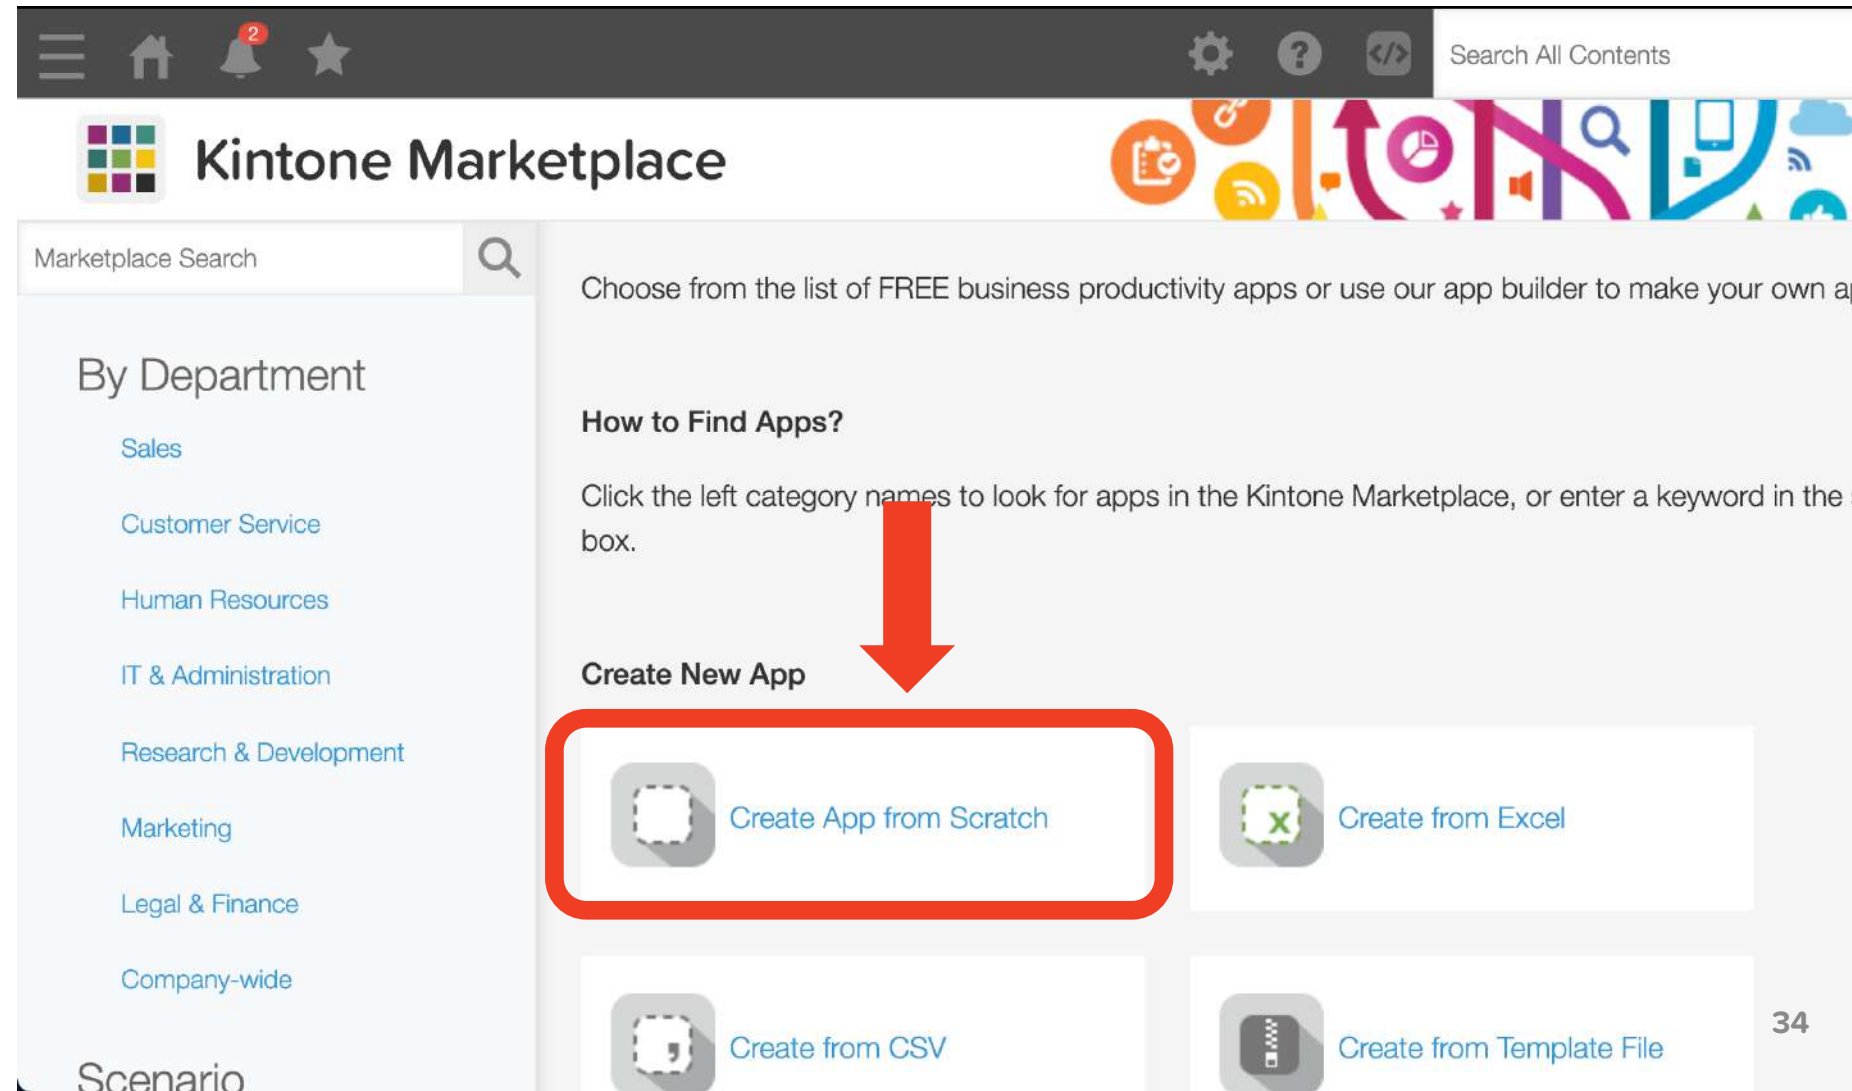 2
</>
Search All Contents
Kintone Marketplace
Marketplace Search
Choose from the list of FREE business productivity apps or use our app builder to make your own
By Department
Sales
Customer Service
Human Resources
IT & Administration
Research & Development
Marketing
Legal & Finance
Company-wide
Scenario
How to Find Apps?
Click the left category names to look for apps in the Kintone Marketplace, or enter a keyword in the
box.
Create New App
Create App from Scratch
x
Create from Excel
,
Create from CSV
Create from Template File
34